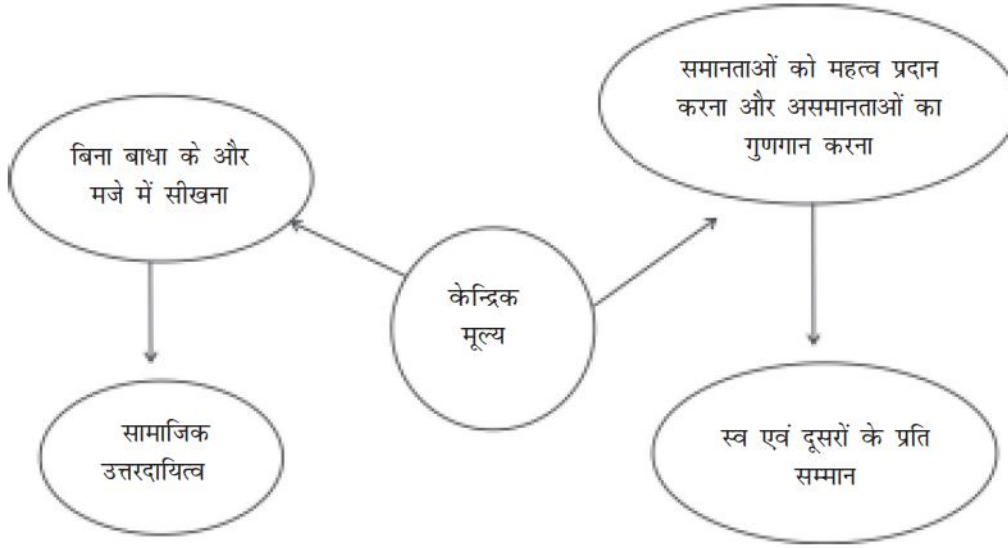 समानताओं को महत्व प्रदान
करना और असमानताओं का
गुणगान करना
बिना बाधा के और
मजे में सीखना
केन्द्रिक
मूल्य
सामाजिक
उत्तरदायित्व
स्व एवं दूसरों के प्रति
सम्मान